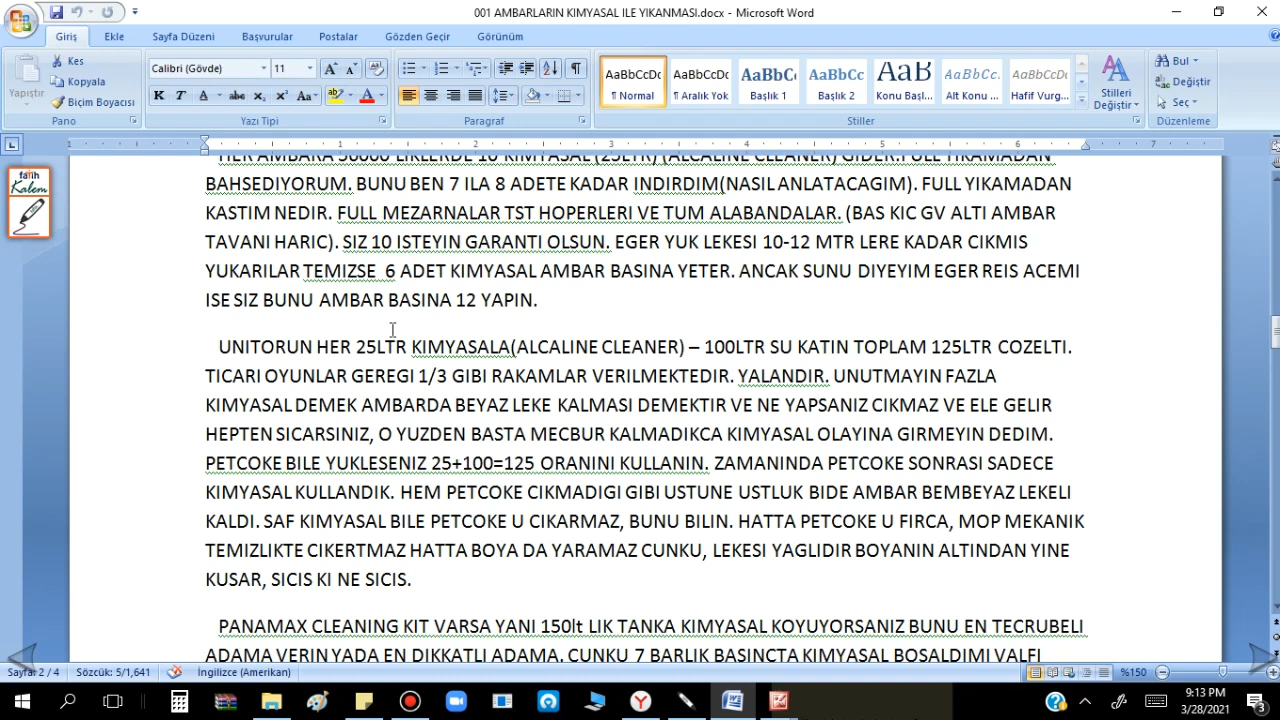 001 AMBARLARIN KIMYASAL ILE YIKANMASI.docx - Microsoft Word
Giriş Ekle Sayfa Düzeni Başvurular Postalar Gözden Geçir Görünüm
Yapıştır
Kes
Kopyala
Biçim Boyacısı
Pano
Calibri (Gövde) 11
Yazı Tipi
Paragraf
AaBbCcDc AaBbCcDc AaBbCc AaBbCc AaB AaBbCc. AaBbCcDc
¶ Normal ¶ Aralık Yok Başlık 1 Başlık 2 Konu Başl... Alt Konu ... Hafif Vurg...
Stilleri Değiştir
Stiller
Bul
Değiştir
Seç
Düzenleme
1 1 2 3 4 5 6 7
fatih
Kalem
HER AMBARA 56000 LIKLERDE 10 KIMYASAL (25LTR) (ALCALINE CLEANER) GIDER.FULL YIKAMADAN
BAHSEDIYORUM. BUNU BEN 7 ILA 8 ADETE KADAR INDIRDIM(NASIL ANLATACAGIM). FULL YIKAMADAN
KASTIM NEDIR. FULL MEZARNALAR TST HOPERLERI VE TUM ALABANDALAR. (BAS KIC GV ALTI AMBAR
TAVANI HARIC). SIZ 10 ISTEYIN GARANTI OLSUN. EGER YUK LEKESI 10-12 MTR LERE KADAR CIKMIS
YUKARILAR TEMIZSE 6 ADET KIMYASAL AMBAR BASINA YETER. ANCAK SUNU DIYEYIM EGER REIS ACEMI
ISE SIZ BUNU AMBAR BASINA 12 YAPIN.
UNITORUN HER 25LTR KIMYASALA(ALCALINE CLEANER) – 100LTR SU KATIN TOPLAM 125LTR COZELTI.
TICARI OYUNLAR GEREGI 1/3 GIBI RAKAMLAR VERILMEKTEDIR. YALANDIR. UNUTMAYIN FAZLA
KIMYASAL DEMEK AMBARDA BEYAZ LEKE KALMASI DEMEKTIR VE NE YAPSANIZ CIKMAZ VE ELE GELIR
HEPTEN SICARSINIZ, O YUZDEN BASTA MECBUR KALMADIKCA KIMYASAL OLAYINA GIRMEYIN DEDIM.
PETCOKE BILE YUKLESENIZ 25+100=125 ORANINI KULLANIN. ZAMANINDA PETCOKE SONRASI SADECE
KIMYASAL KULLANDIK. HEM PETCOKE CIKMADIGI GIBI USTUNE USTLUK BIDE AMBAR BEMBEYAZ LEKELI
KALDI. SAF KIMYASAL BILE PETCOKE U CIKARMAZ, BUNU BILIN. HATTA PETCOKE U FIRCA, MOP MEKANIK
TEMIZLIKTE CIKERTMAZ HATTA BOYA DA YARAMAZ CUNKU, LEKESI YAGLIDIR BOYANIN ALTINDAN YINE
KUSAR, SICIS KI NE SICIS.
PANAMAX CLEANING KIT VARSA YANI 150lt LIK TANKA KIMYASAL KOYUYORSANIZ BUNU EN TECRUBELI
ADAMA VERIN YADA EN DIKKATLI ADAMA. CUNKU 7 BARLIK BASINCTA KIMYASAL BOSALDIMI VALFI
Sayfa: 2 / 4 Sözcük: 5/1,641 İngilizce (Amerikan) %150
9:13 PM
3/28/2021
3